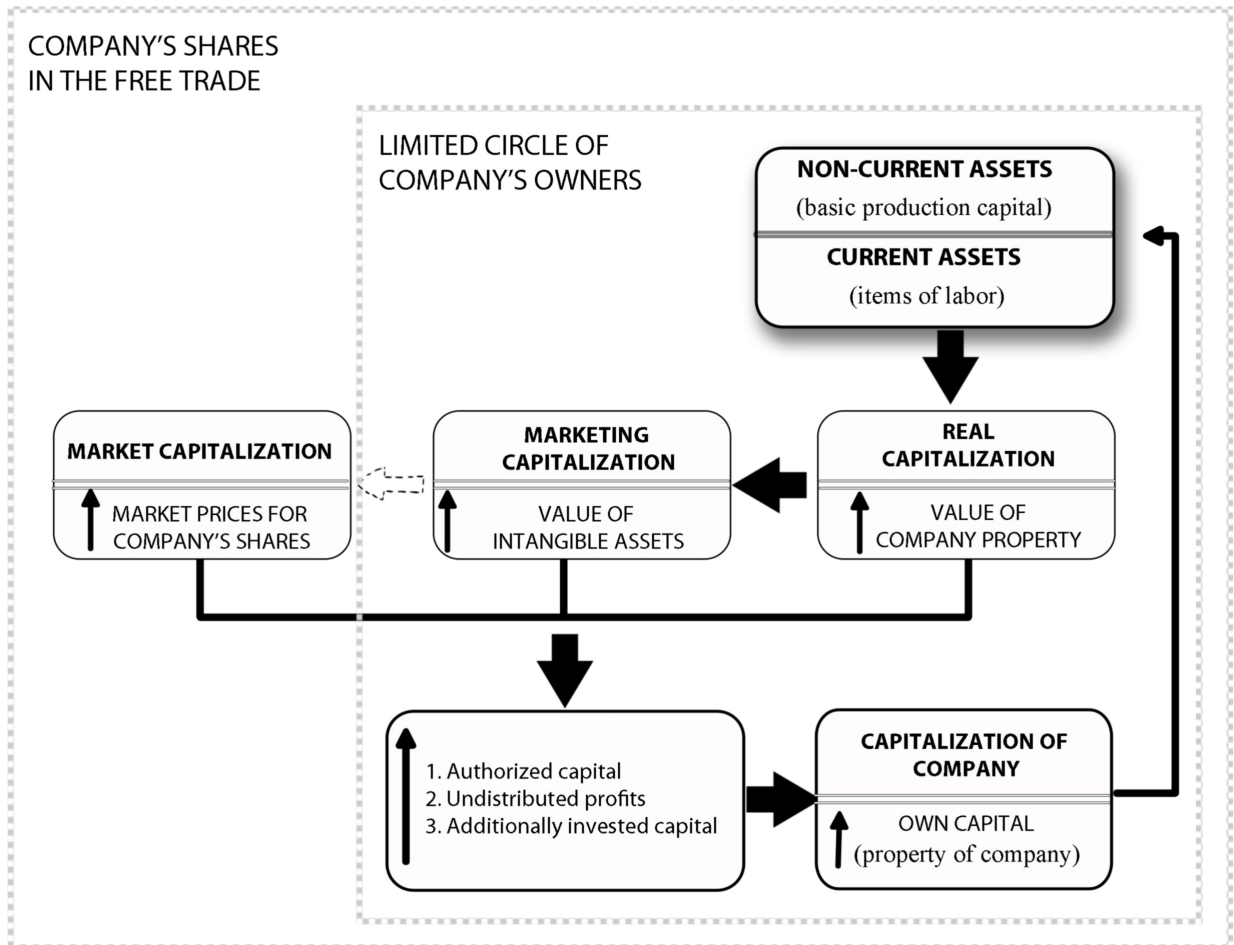 COMPANY’S SHARES
IN THE FREE TRADE
LIMITED CIRCLE OF
COMPANY’S OWNERS
NON-CURRENT ASSETS
(basic production capital)
CURRENT ASSETS
(items of labor)
MARKET CAPITALIZATION
MARKET PRICES FOR
COMPANY’S SHARES
MARKETING
CAPITALIZATION
VALUE OF
INTANGIBLE ASSETS
REAL
CAPITALIZATION
VALUE OF
COMPANY PROPERTY
1. Authorized capital
2. Undistributed profits
3. Additionally invested capital
CAPITALIZATION OF
COMPANY
OWN CAPITAL
(property of company)